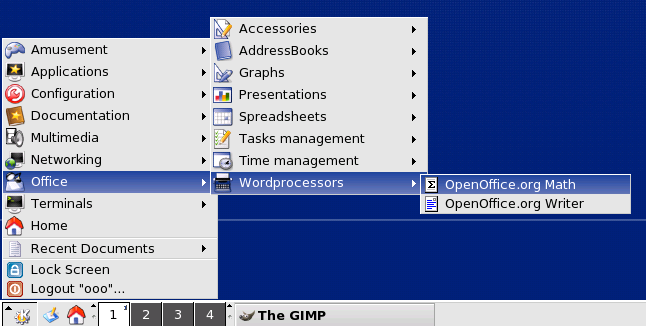 Accessories
AddressBooks
Graphs
Presentations
Spreadsheets
Tasks management
Time management
Wordprocessors
Amusement
Applications
Configuration
Documentation
Multimedia
Networking
Office
Terminals
Home
Recent Documents
Lock Screen
Logout "ooo"...
OpenOffice.org Math
OpenOffice.org Writer
1 2 3 4 The GIMP